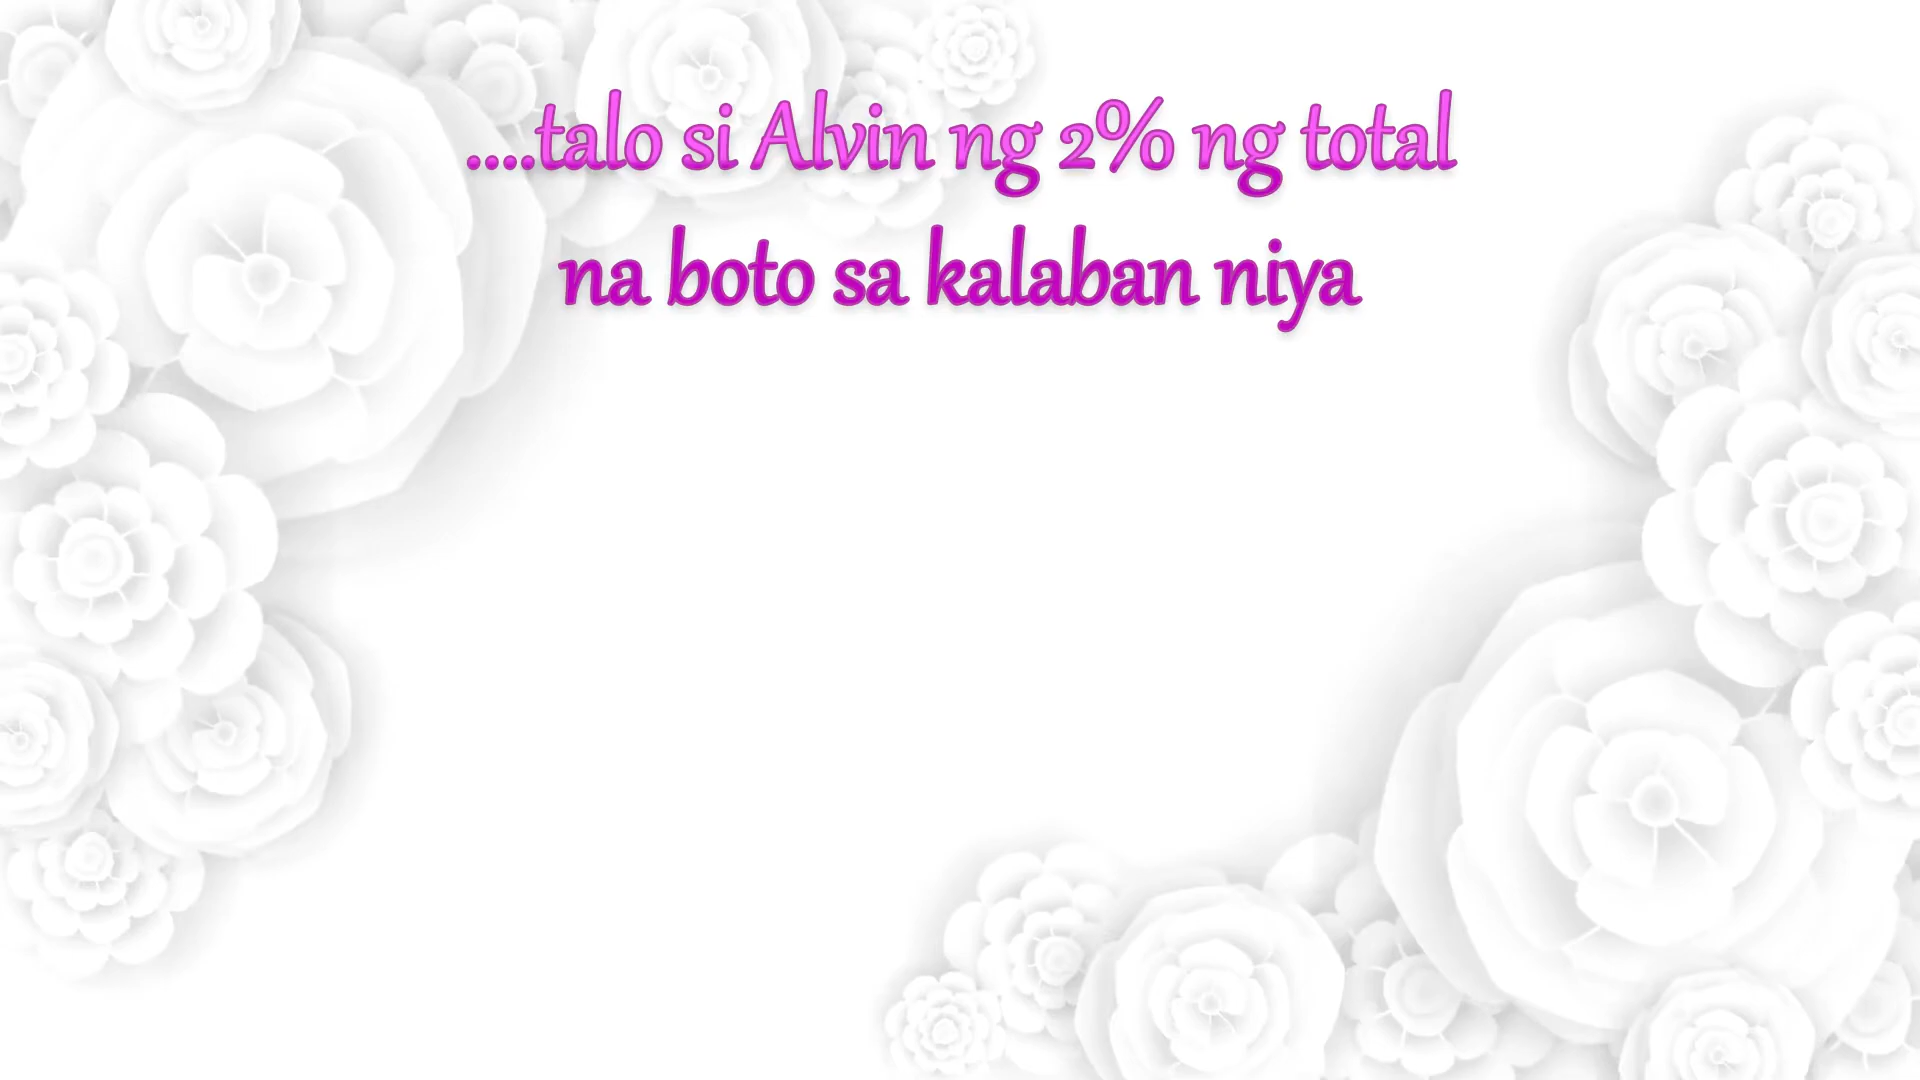 ....talo si Alvin ng 2% ng total
na boto sa kalaban niya